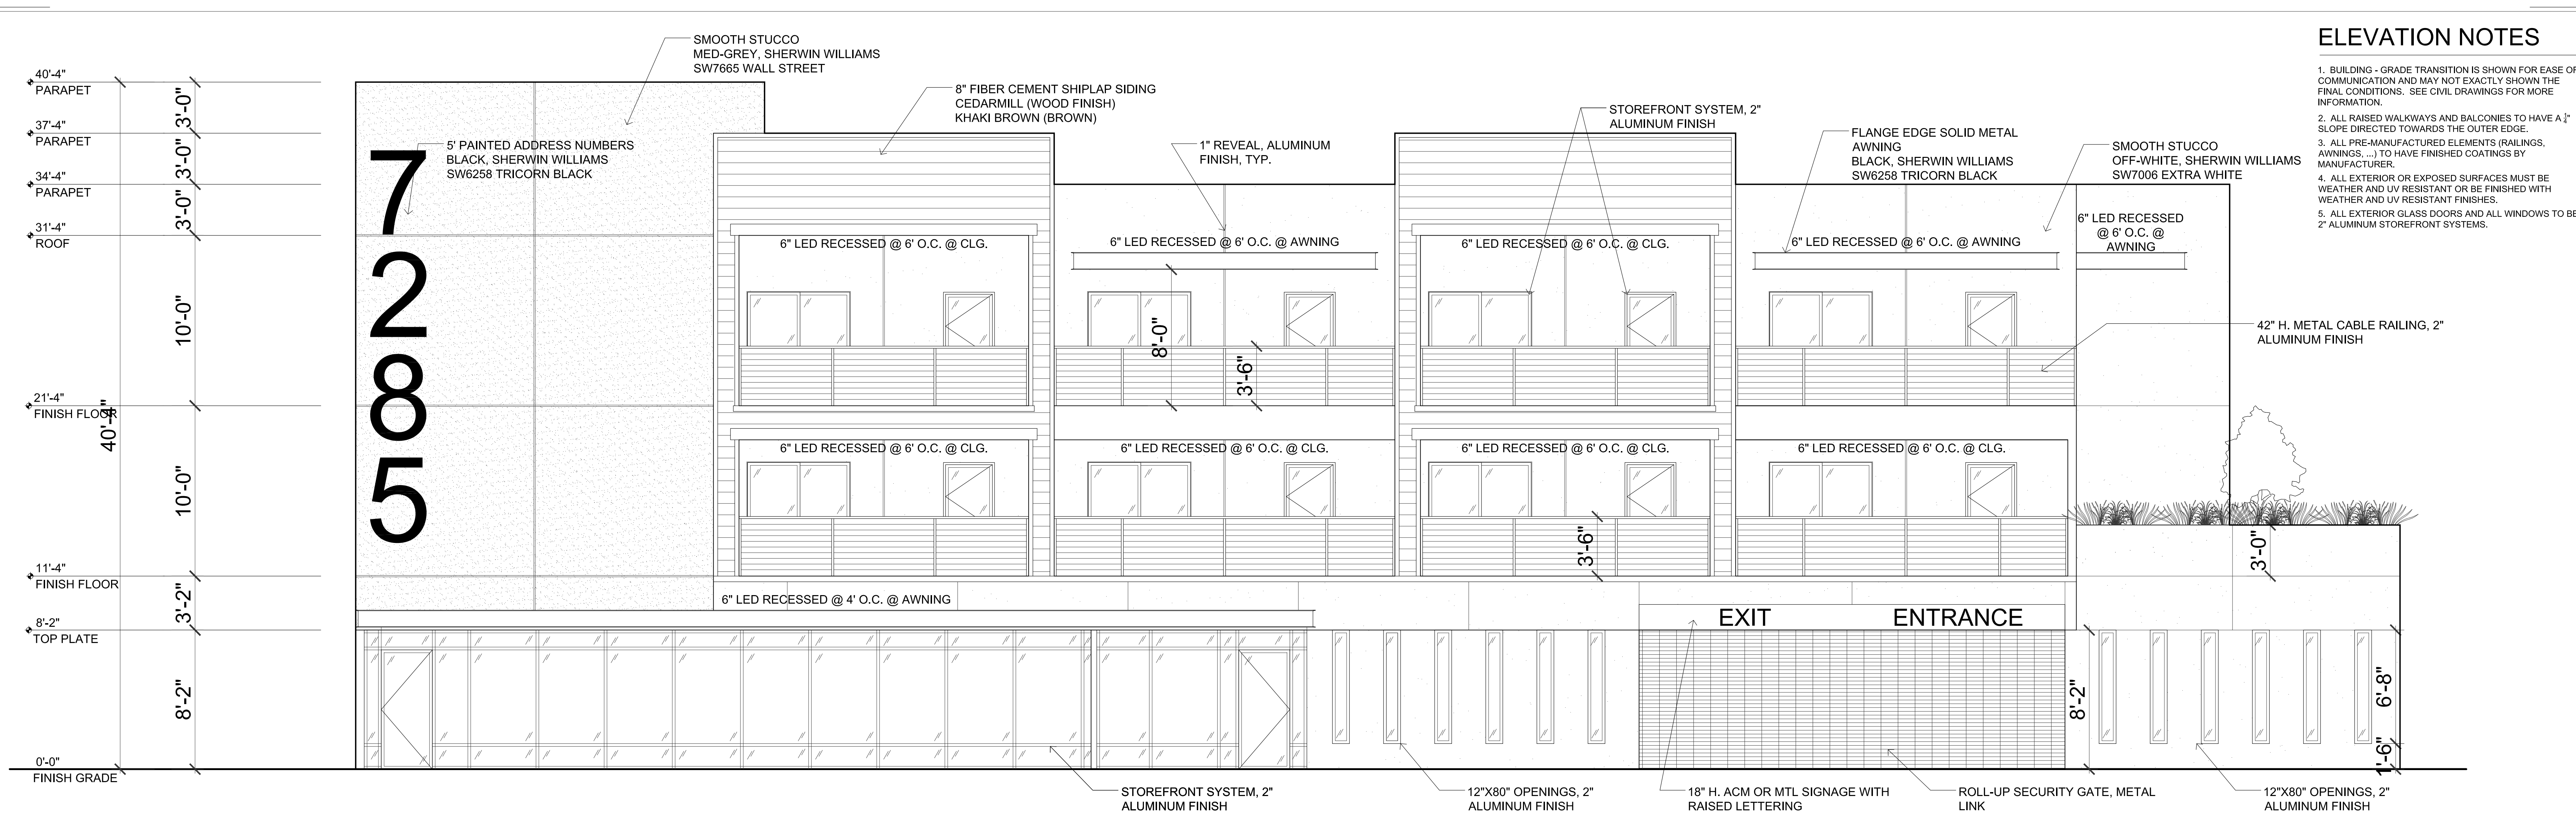 ELEVATION NOTES
1. BUILDING - GRADE TRANSITION IS SHOWN FOR EASE OF
COMMUNICATION AND MAY NOT EXACTLY SHOWN THE
FINAL CONDITIONS. SEE CIVIL DRAWINGS FOR MORE
INFORMATION.
2. ALL RAISED WALKWAYS AND BALCONIES TO HAVE A
SLOPE DIRECTED TOWARDS THE OUTER EDGE.
3. ALL PRE-MANUFACTURED ELEMENTS (RAILINGS,
AWNINGS, ...) TO HAVE FINISHED COATINGS BY
MANUFACTURER.
4. ALL EXTERIOR OR EXPOSED SURFACES MUST BE
WEATHER AND UV RESISTANT OR BE FINISHED WITH
WEATHER AND UV RESISTANT FINISHES.
5. ALL EXTERIOR GLASS DOORS AND ALL WINDOWS TO BE
2" ALUMINUM STOREFRONT SYSTEMS.
SMOOTH STUCCO
MED-GREY, SHERWIN WILLIAMS
SW7665 WALL STREET
8" FIBER CEMENT SHIPLAP SIDING
CEDARMILL (WOOD FINISH)
KHAKI BROWN (BROWN)
STOREFRONT SYSTEM, 2"
ALUMINUM FINISH
5' PAINTED ADDRESS NUMBERS
BLACK, SHERWIN WILLIAMS
SW6258 TRICORN BLACK
1" REVEAL, ALUMINUM
FINISH, TYP.
FLANGE EDGE SOLID METAL
AWNING
BLACK, SHERWIN WILLIAMS
SW6258 TRICORN BLACK
SMOOTH STUCCO
OFF-WHITE, SHERWIN WILLIAMS
SW7006 EXTRA WHITE
40'-4"
PARAPET
37'-4"
PARAPET
34'-4"
PARAPET
31'-4"
ROOF
21'-4"
FINISH FLOOR
11'-4"
FINISH FLOOR
8'-2"
TOP PLATE
0'-0"
FINISH GRADE
40'-4"
3'-0"
3'-0"
3'-0"
10'-0"
10'-0"
3'-2"
8'-2"
7
2
8
5
6" LED RECESSED @ 6' O.C. @ CLG.
6" LED RECESSED @ 6' O.C. @ AWNING
6" LED RECESSED @ 6' O.C. @ CLG.
6" LED RECESSED @ 6' O.C. @ AWNING
6" LED RECESSED
@ 6' O.C. @
AWNING
8'-0"
3'-6"
42" H. METAL CABLE RAILING, 2"
ALUMINUM FINISH
6" LED RECESSED @ 6' O.C. @ CLG.
6" LED RECESSED @ 6' O.C. @ CLG.
6" LED RECESSED @ 6' O.C. @ CLG.
6" LED RECESSED @ 6' O.C. @ CLG.
3'-6"
3'-0"
6" LED RECESSED @ 4' O.C. @ AWNING
EXIT ENTRANCE
8'-2"
6'-8"
1'-6"
STOREFRONT SYSTEM, 2"
ALUMINUM FINISH
12"X80" OPENINGS, 2"
ALUMINUM FINISH
18" H. ACM OR MTL SIGNAGE WITH
RAISED LETTERING
ROLL-UP SECURITY GATE, METAL
LINK
12"X80" OPENINGS, 2"
ALUMINUM FINISH